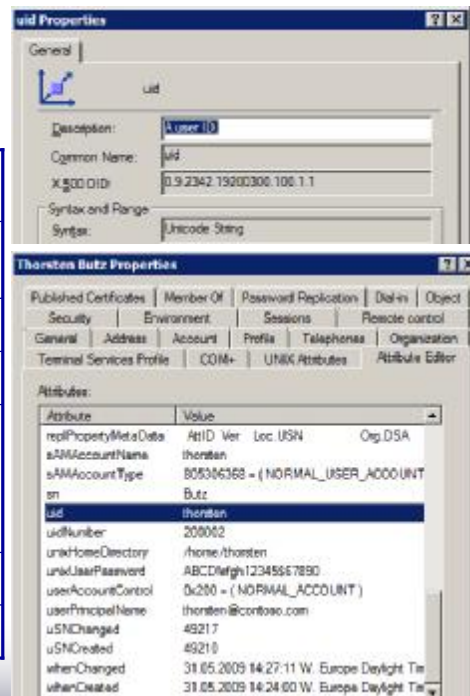 uid Properties
General
uid
Description: A user ID
Common Name: uid
X.500 OID: 0.9.2342.19200300.100.1.1
Syntax and Range
Syntax: Unicode String
Thorsten Butz Properties
Published Certificates Member Of Password Replication Dial-in Object
Security Environment Sessions Remote control
General Address Account Profile Telephones Organization
Terminal Services Profile COM+ UNIX Attributes Attribute Editor
Attributes:
Attribute Value
replPropertyMetaData AttID Ver Loc.USN Org.DSA
sAMAccountName thorsten
sAMAccountType 805306368 = ( NORMAL_USER_ACCOUNT
sn Butz
uid thorsten
uidNumber 200002
unixHomeDirectory /home/thorsten
unixUserPassword
userAccountControl 0x200 = ( NORMAL_ACCOUNT )
userPrincipalName thorsten@contoso.com
uSNChanged 49217
uSNCreated 49210
whenChanged 31.05.2009 14:27:11 W. Europe Daylight Tim
whenCreated 31.05.2009 14:24:00 W. Europe Daylight Tim